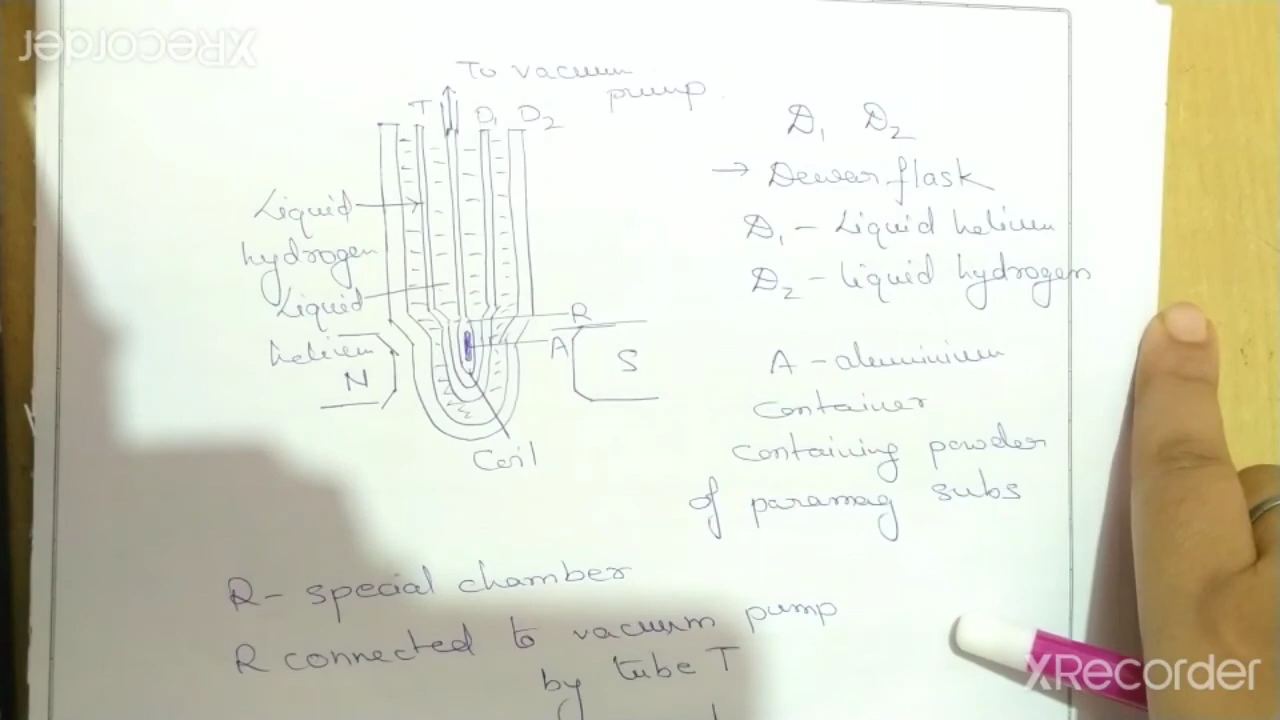 XRecorder
To vacuum
pump
T D1 D2
Liquid
hydrogen
Liquid
helium
N
R
A
S
Coil
D1 D2
→ Dewar flask
D1 - Liquid helium
D2 - liquid hydrogen
A - aluminium
container
containing powder
of paramag subs
R - special chamber
R connected to vacuum pump
by tube T
XRecorder